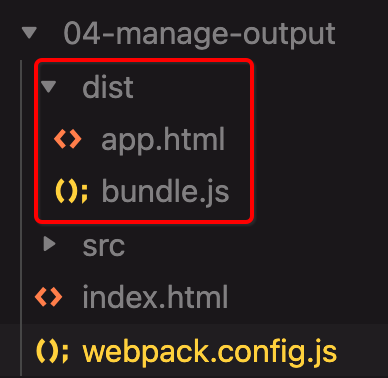 04-manage-output
dist
app.html
bundle.js
src
index.html
webpack.config.js